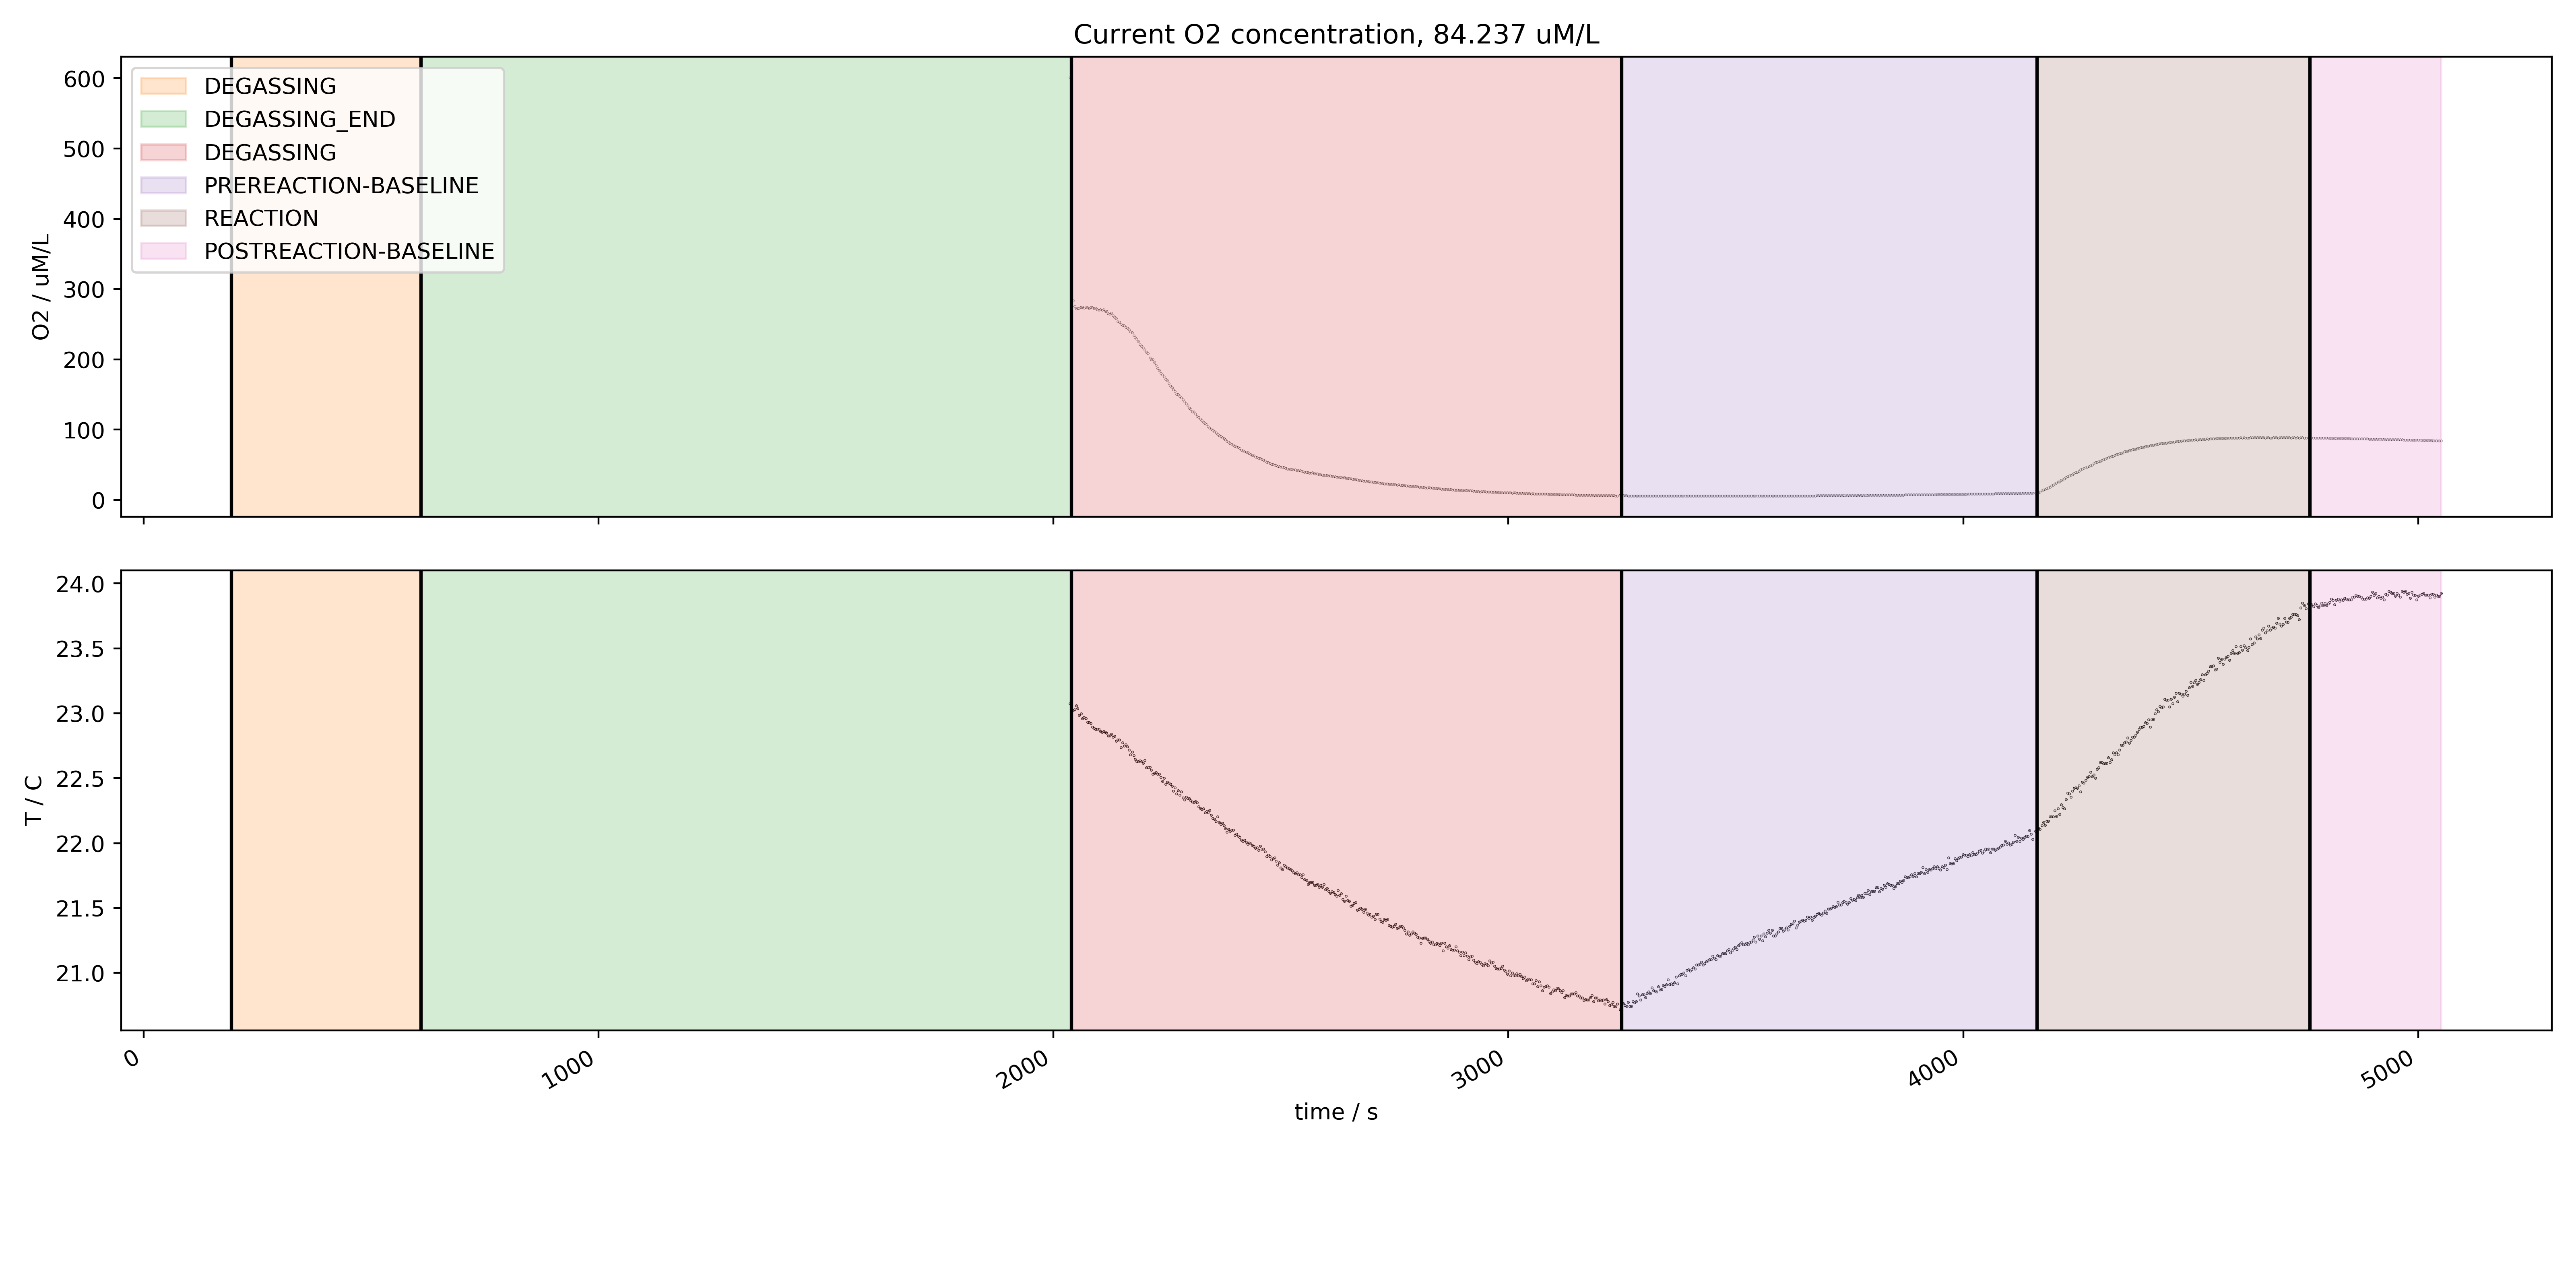 Current O2 concentration, 84.237 uM/L
600
500
400
300
200
100
0
O2 / uM/L
DEGASSING
DEGASSING_END
DEGASSING
PREREACTION-BASELINE
REACTION
POSTREACTION-BASELINE
24.0
23.5
23.0
22.5
22.0
21.5
21.0
T / C
0
1000
2000
3000
4000
5000
time / s